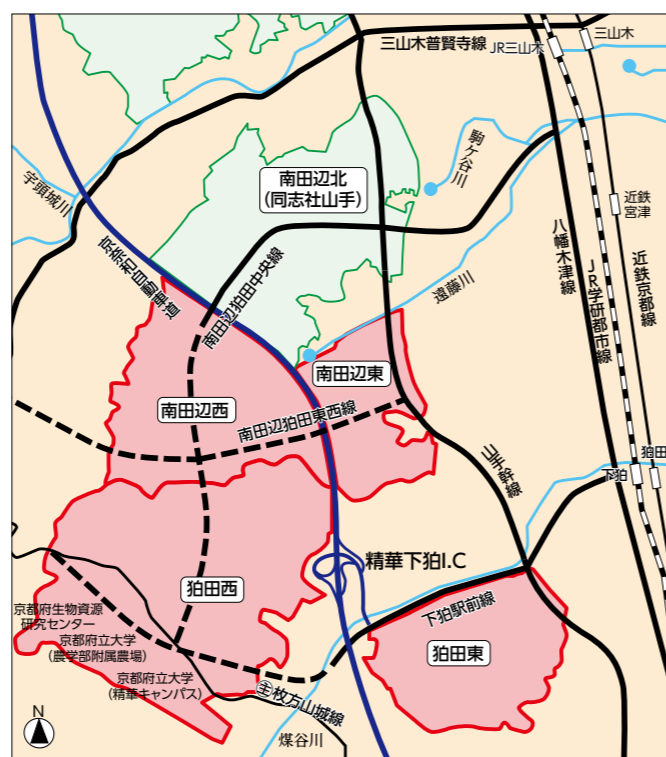 三山木普賢寺線
JR三山木
三山木
駒ケ谷川
宇頭城川
南田辺北
(同志社山手)
近鉄
宮津
京奈和自動車道
南田辺狛田中央線
遠藤川
八幡木津線
JR学研都市線
近鉄京都線
南田辺東
南田辺西
南田辺狛田東西線
山手幹線
狛田
下狛
精華下狛I.C
狛田西
京都府生物資源
研究センター
京都府立大学
(農学部附属農場)
京都府立大学
(精華キャンパス)
下狛駅前線
狛田東
主枚方山城線
煤谷川
N